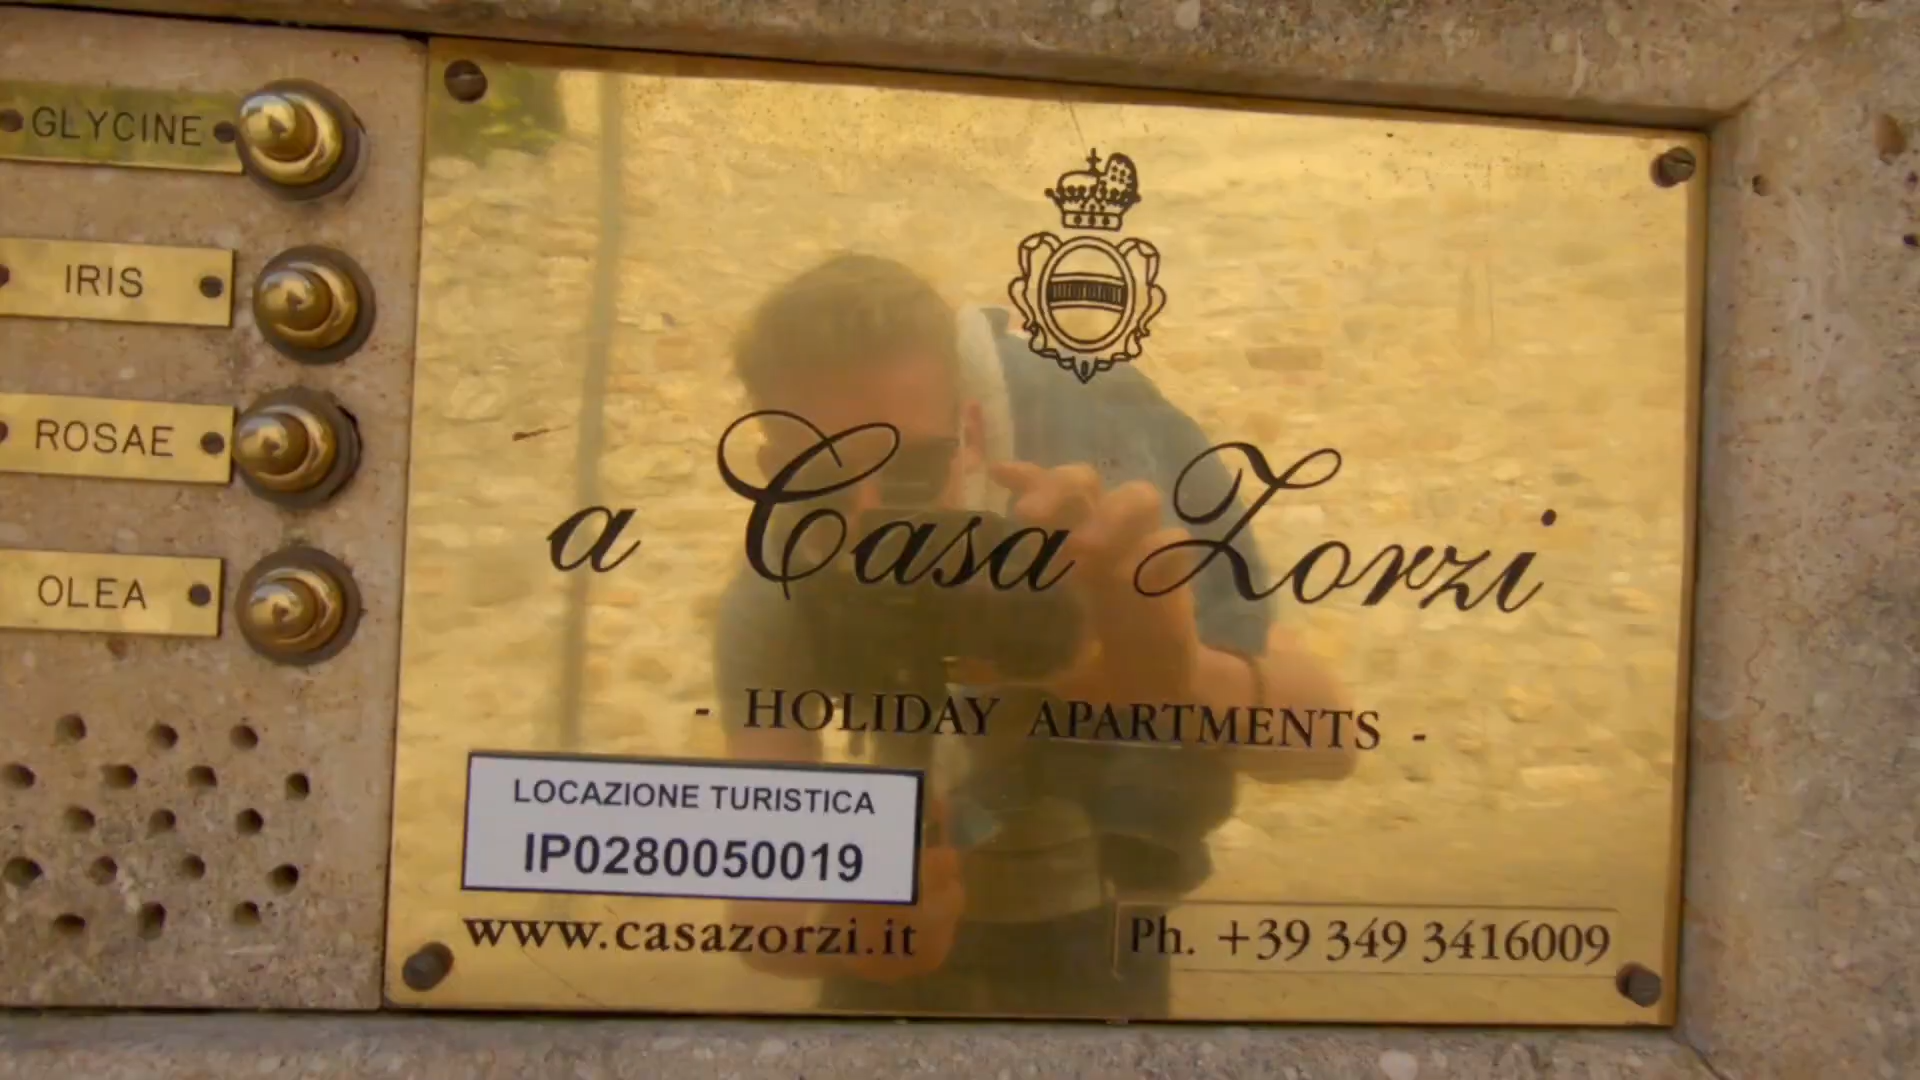 GLYCINE
IRIS
ROSAE
OLEA
a Casa Zorzi
- HOLIDAY APARTMENTS -
LOCAZIONE TURISTICA
IP0280050019
www.casazorzi.it
Ph. +39 349 3416009